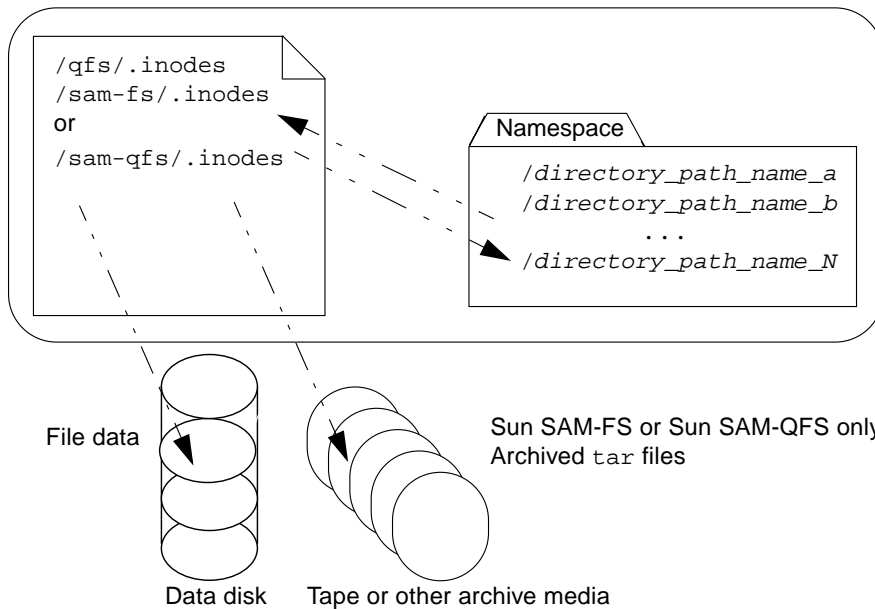 /qfs/.inodes
/sam-fs/.inodes
or
/sam-qfs/.inodes
Namespace
/directory_path_name_a
/directory_path_name_b
...
/directory_path_name_N
File data
Sun SAM-FS or Sun SAM-QFS only
Archived tar files
Data disk
Tape or other archive media